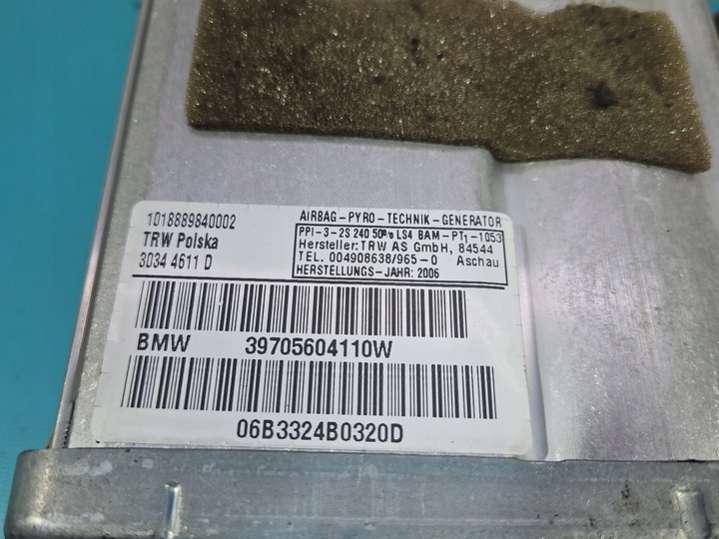 1018889840002
TRW Polska
3034 4611 D
AIRBAG-PYRO-TECHNIK-GENERATOR
PPI-3-2S 240 50 LS4 BAM-PT1-1053
Hersteller:TRW AS GmbH, 84544
TEL. 004908638/965-0 Aschau
HERSTELLUNGS-JAHR: 2006
BMW 39705604110W
06B3324B0320D